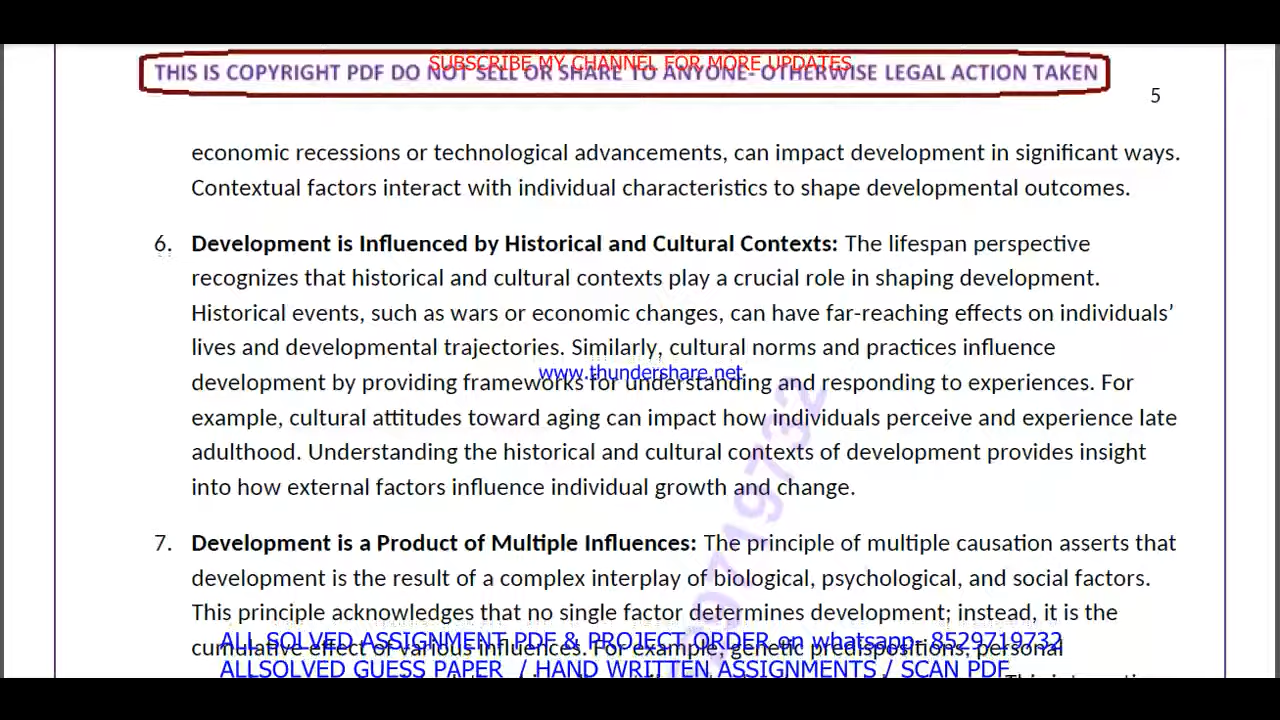 SUBSCRIBE MY CHANNEL FOR MORE UPDATES
THIS IS COPYRIGHT PDF DO NOT SELL OR SHARE TO ANYONE- OTHERWISE LEGAL ACTION TAKEN
5
economic recessions or technological advancements, can impact development in significant ways.
Contextual factors interact with individual characteristics to shape developmental outcomes.
6. Development is Influenced by Historical and Cultural Contexts: The lifespan perspective
recognizes that historical and cultural contexts play a crucial role in shaping development.
Historical events, such as wars or economic changes, can have far-reaching effects on individuals’
lives and developmental trajectories. Similarly, cultural norms and practices influence
www.thundershare.net
development by providing frameworks for understanding and responding to experiences. For
example, cultural attitudes toward aging can impact how individuals perceive and experience late
adulthood. Understanding the historical and cultural contexts of development provides insight
into how external factors influence individual growth and change.
7. Development is a Product of Multiple Influences: The principle of multiple causation asserts that
development is the result of a complex interplay of biological, psychological, and social factors.
This principle acknowledges that no single factor determines development; instead, it is the
ALL SOLVED ASSIGNMENT PDF & PROJECT ORDER on whatsapp- 8529719732
cumulative effect of various influences. For example, genetic predispositions, personal
ALLSOLVED GUESS PAPER / HAND WRITTEN ASSIGNMENTS / SCAN PDF